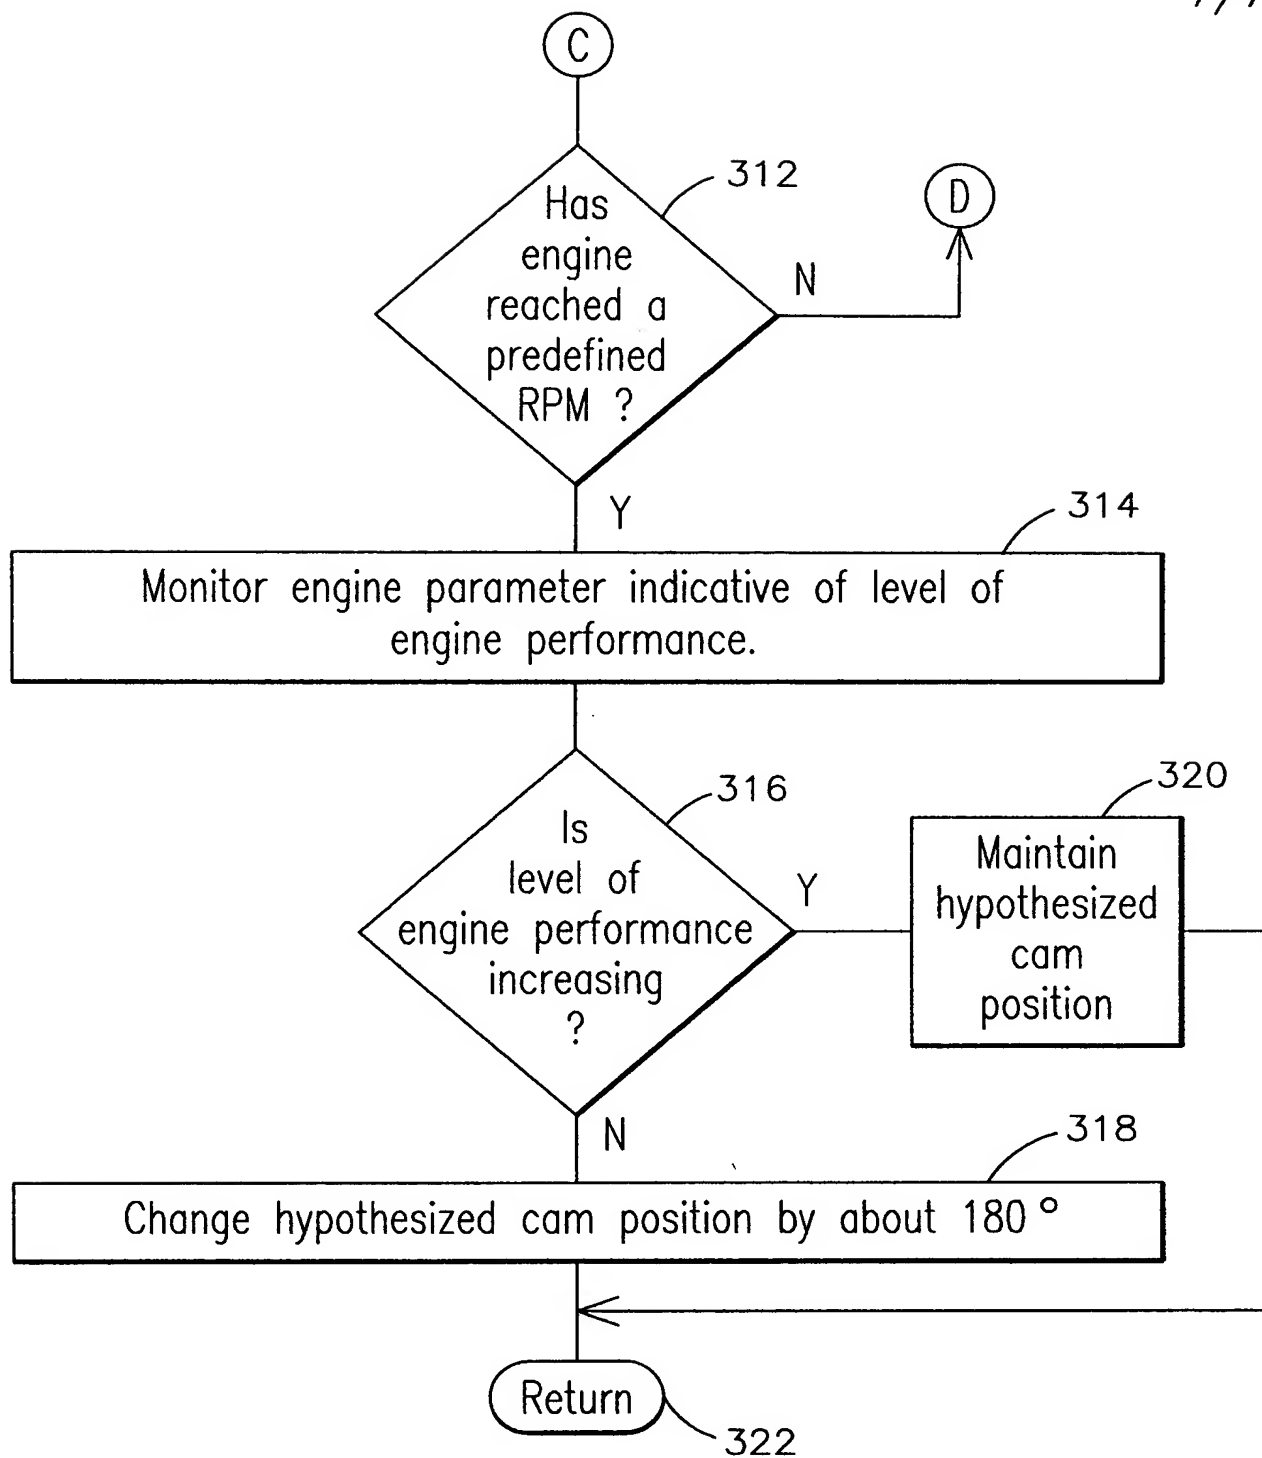 C
312
Has
engine
reached a
predefined
RPM ?
D
N
Y
314
Monitor engine parameter indicative of level of
engine performance.
316
Is
level of
engine performance
increasing
?
Y
320
Maintain
hypothesized
cam
position
N
318
Change hypothesized cam position by about 180°
Return
322